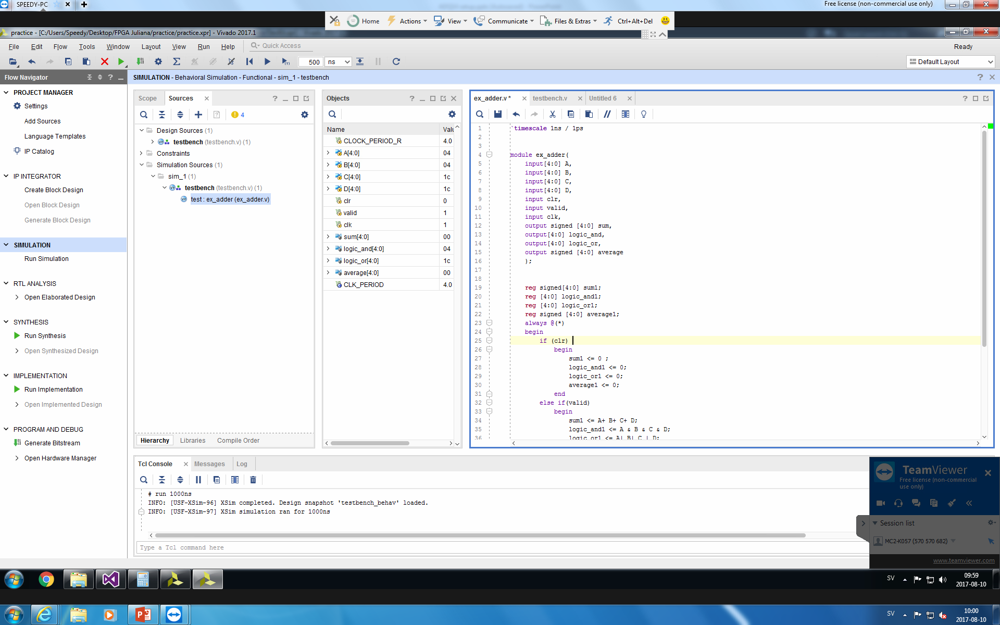 SPEEDY-PC
Free license (non-commercial use only)
Home
Actions
View
Communicate
Files & Extras
Ctrl+Alt+Del
practice - [C:/Users/Speedy/Desktop/FPGA Juliana/practice/practice.xpr] - Vivado 2017.1
File Edit Flow Tools Window Layout View Run Help
Quick Access
Ready
500 ns
Default Layout
Flow Navigator
SIMULATION - Behavioral Simulation - Functional - sim_1 - testbench
PROJECT MANAGER
Settings
Add Sources
Language Templates
IP Catalog
IP INTEGRATOR
Create Block Design
Open Block Design
Generate Block Design
SIMULATION
Run Simulation
RTL ANALYSIS
Open Elaborated Design
SYNTHESIS
Run Synthesis
Open Synthesized Design
IMPLEMENTATION
Run Implementation
Open Implemented Design
PROGRAM AND DEBUG
Generate Bitstream
Open Hardware Manager
Scope Sources
4
Design Sources (1)
testbench (testbench.v) (1)
Constraints
Simulation Sources (1)
sim_1 (1)
testbench (testbench.v) (1)
test : ex_adder (ex_adder.v)
Hierarchy Libraries Compile Order
Objects
Name Valu
CLOCK_PERIOD_R 4.0
A[4:0] 04
B[4:0] 04
C[4:0] 1c
D[4:0] 1c
clr 0
valid 1
clk 1
sum[4:0] 00
logic_and[4:0] 04
logic_or[4:0] 1c
average[4:0] 00
CLK_PERIOD 4.0
ex_adder.v * testbench.v Untitled 6
1 `timescale 1ns / 1ps
2
3
4 module ex_adder(
5 input[4:0] A,
6 input[4:0] B,
7 input[4:0] C,
8 input[4:0] D,
9 input clr,
10 input valid,
11 input clk,
12 output signed [4:0] sum,
13 output[4:0] logic_and,
14 output[4:0] logic_or,
15 output signed [4:0] average
16 );
17
18
19 reg signed[4:0] sum1;
20 reg [4:0] logic_and1;
21 reg [4:0] logic_or1;
22 reg signed [4:0] average1;
23 always @(*)
24 begin
25 if (clr)
26 begin
27 sum1 <= 0 ;
28 logic_and1 <= 0;
29 logic_or1 <= 0;
30 average1 <= 0;
31 end
32 else if(valid)
33 begin
34 sum1 <= A+ B+ C+ D;
35 logic_and1 <= A & B & C & D;
36 logic_or1 <= A| B| C | D;
Tcl Console Messages Log
# run 1000ns
INFO: [USF-XSim-96] XSim completed. Design snapshot 'testbench_behav' loaded.
INFO: [USF-XSim-97] XSim simulation ran for 1000ns
Type a Tcl command here
TeamViewer
Free license (non-commercial
use only)
Session list
MC2-K057 (570 570 682)
www.teamviewer.com
SV
09:59
2017-08-10
SV
10:00
2017-08-10